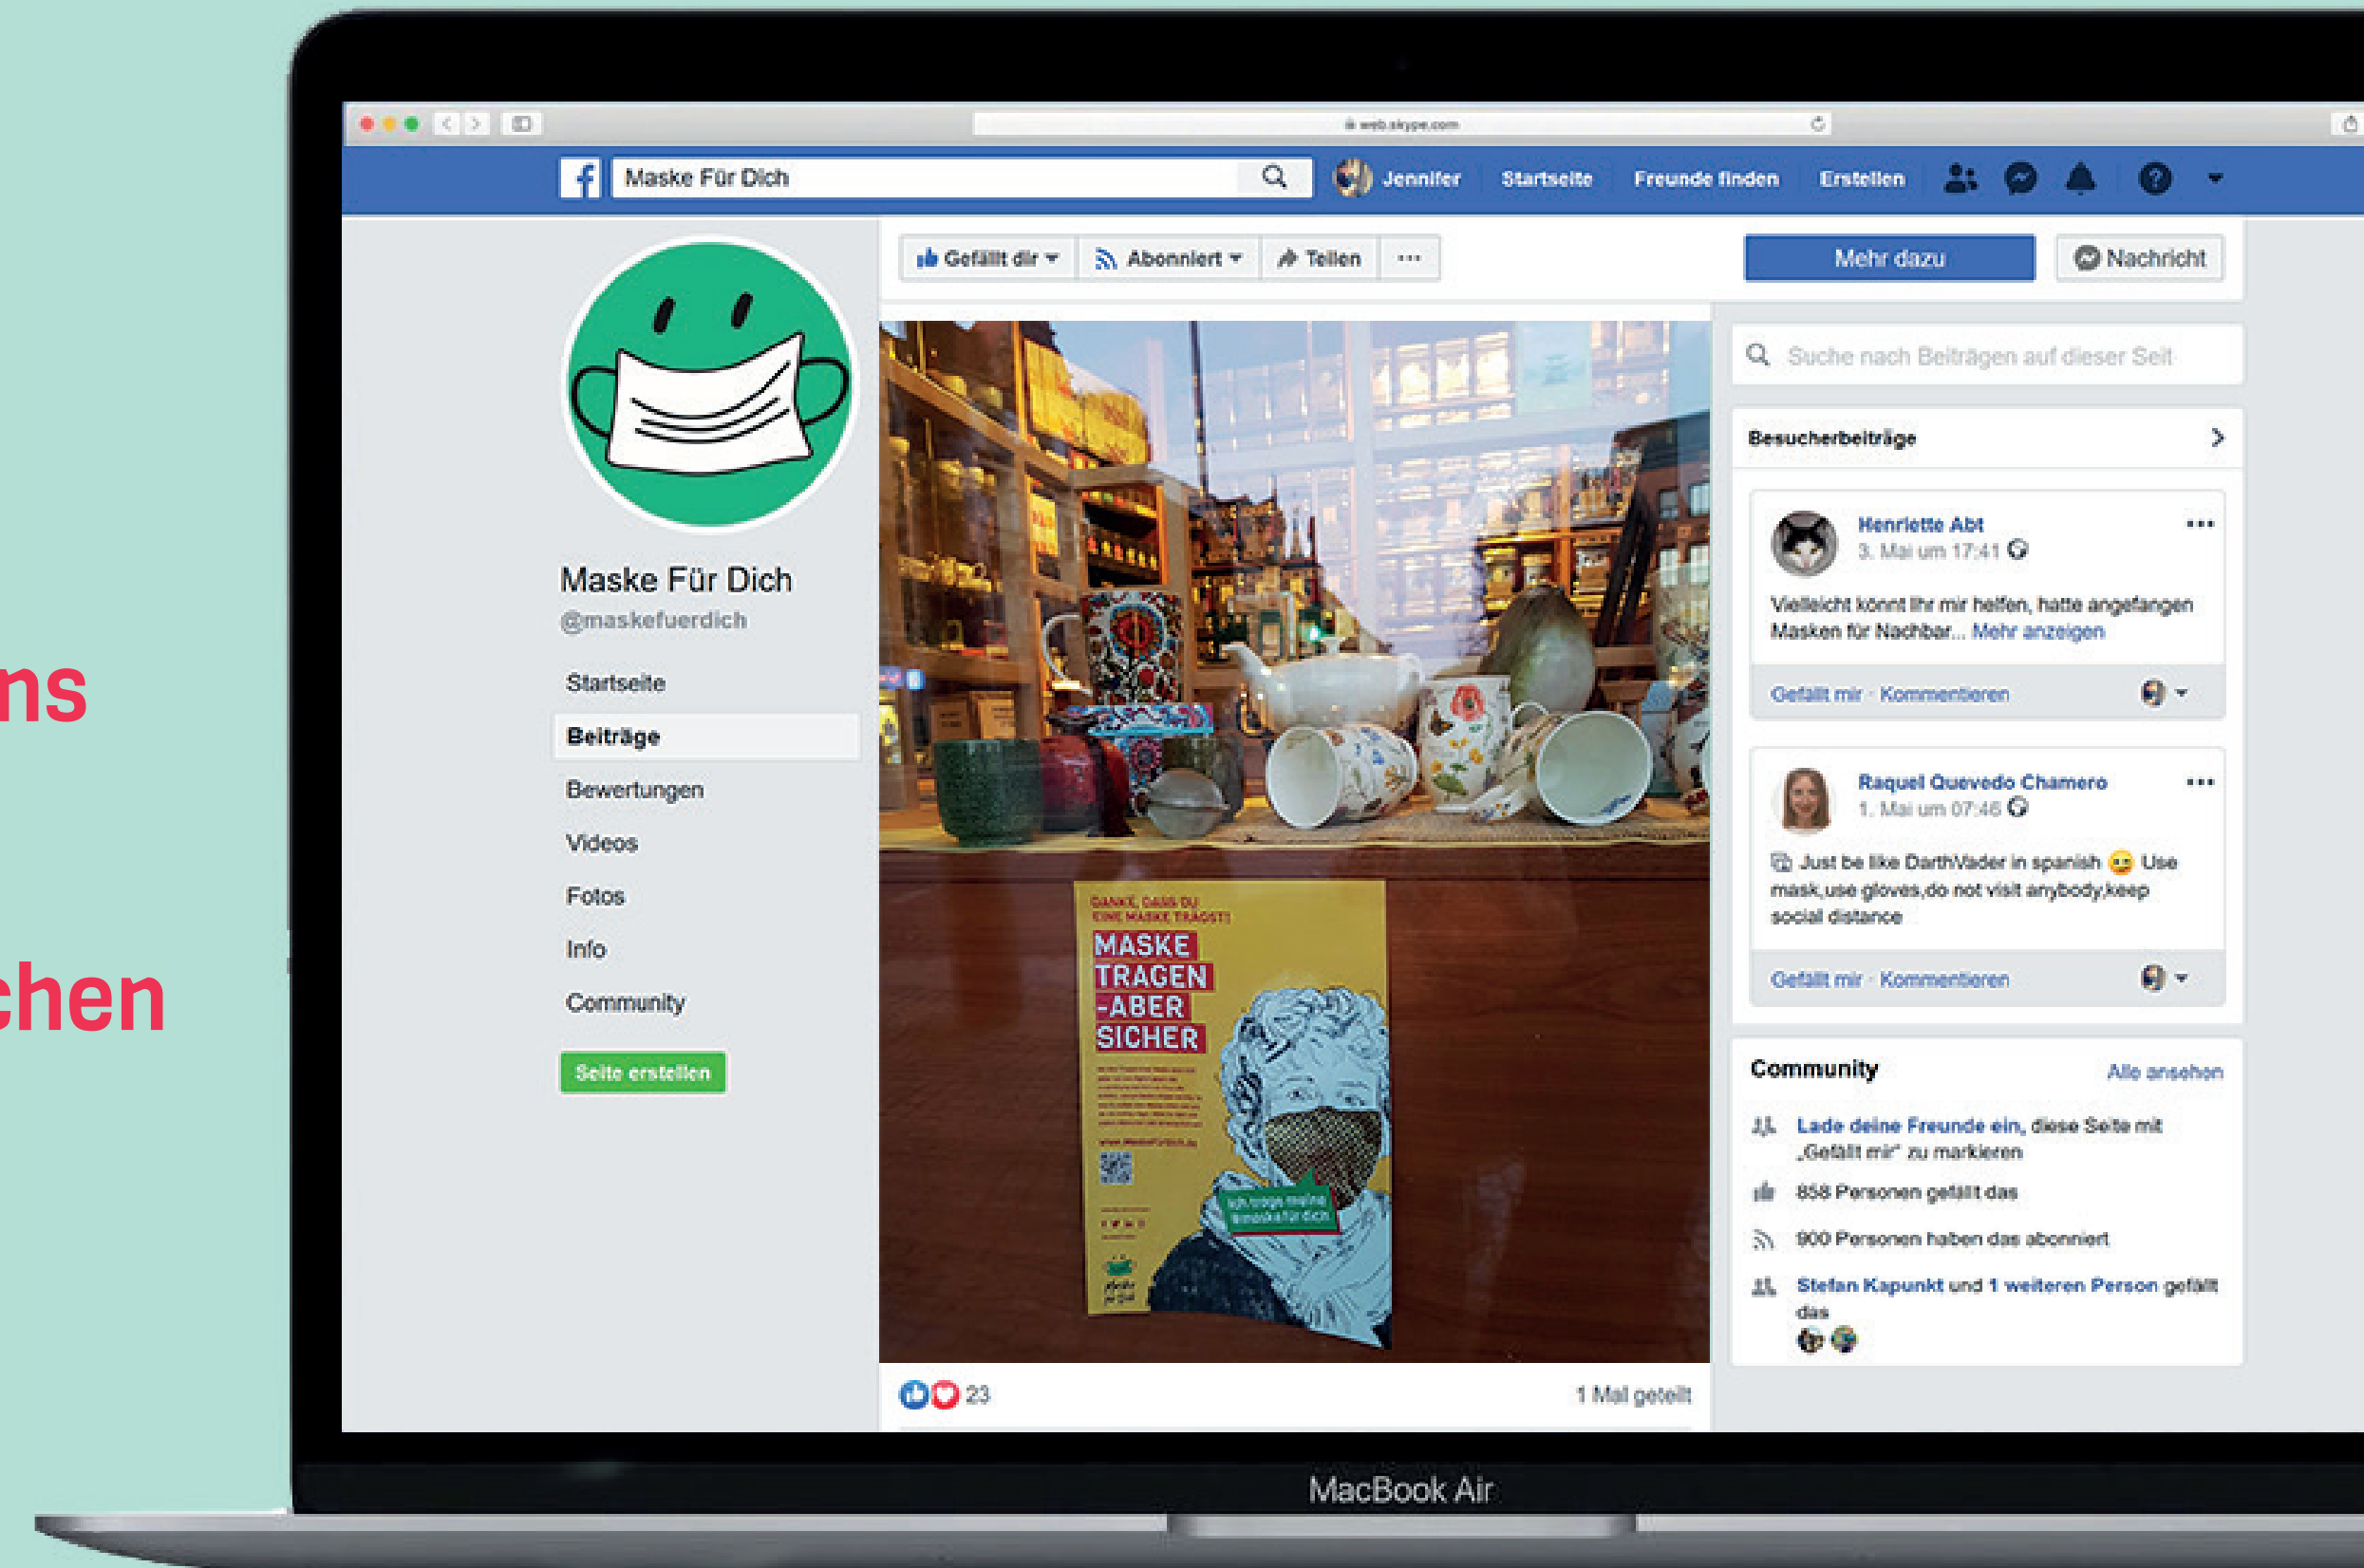 ns
chen
web.skype.com
Maske Für Dich
Jennifer
Startseite
Freunde finden
Erstellen
Gefällt dir
Abonniert
Teilen
Mehr dazu
Nachricht
Maske Für Dich
@maskefuerdich
Startseite
Beiträge
Bewertungen
Videos
Fotos
Info
Community
Seite erstellen
DANKE, DASS DU
EINE MASKE TRÄGST!
MASKE
TRAGEN
-ABER
SICHER
www.MaskeFürDich.de
Ich trage meine
#maskefürdich
23
1 Mal geteilt
Suche nach Beiträgen auf dieser Seit
Besucherbeiträge
Henriette Abt
3. Mai um 17:41
Vielleicht könnt Ihr mir helfen, hatte angefangen
Masken für Nachbar... Mehr anzeigen
Gefällt mir · Kommentieren
Raquel Quevedo Chamero
1. Mai um 07:46
Just be like DarthVader in spanish 😉 Use
mask,use gloves,do not visit anybody,keep
social distance
Gefällt mir · Kommentieren
Community
Alle ansehen
Lade deine Freunde ein, diese Seite mit
„Gefällt mir“ zu markieren
858 Personen gefällt das
900 Personen haben das abonniert
Stefan Kapunkt und 1 weiteren Person gefällt
das
MacBook Air